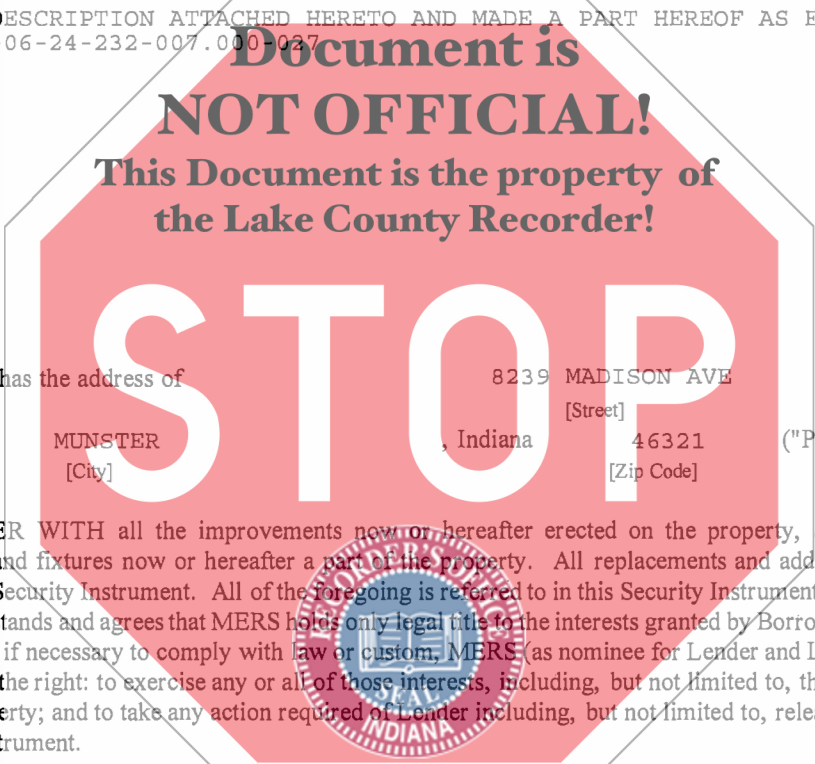 DESCRIPTION ATTACHED HERETO AND MADE A PART HEREOF AS E
06-24-232-007.000-027
Document is
NOT OFFICIAL!
This Document is the property of
the Lake County Recorder!
STOP
has the address of 8239 MADISON AVE
[Street]
MUNSTER , Indiana 46321 ("P
[City] [Zip Code]
ER WITH all the improvements now or hereafter erected on the property,
and fixtures now or hereafter a part of the property. All replacements and add
Security Instrument. All of the foregoing is referred to in this Security Instrument
tands and agrees that MERS holds only legal title to the interests granted by Borro
if necessary to comply with law or custom, MERS (as nominee for Lender and L
the right: to exercise any or all of those interests, including, but not limited to, th
erty; and to take any action required of Lender including, but not limited to, relea
trument.
RECORDER'S OFFICE
SEAL
INDIANA